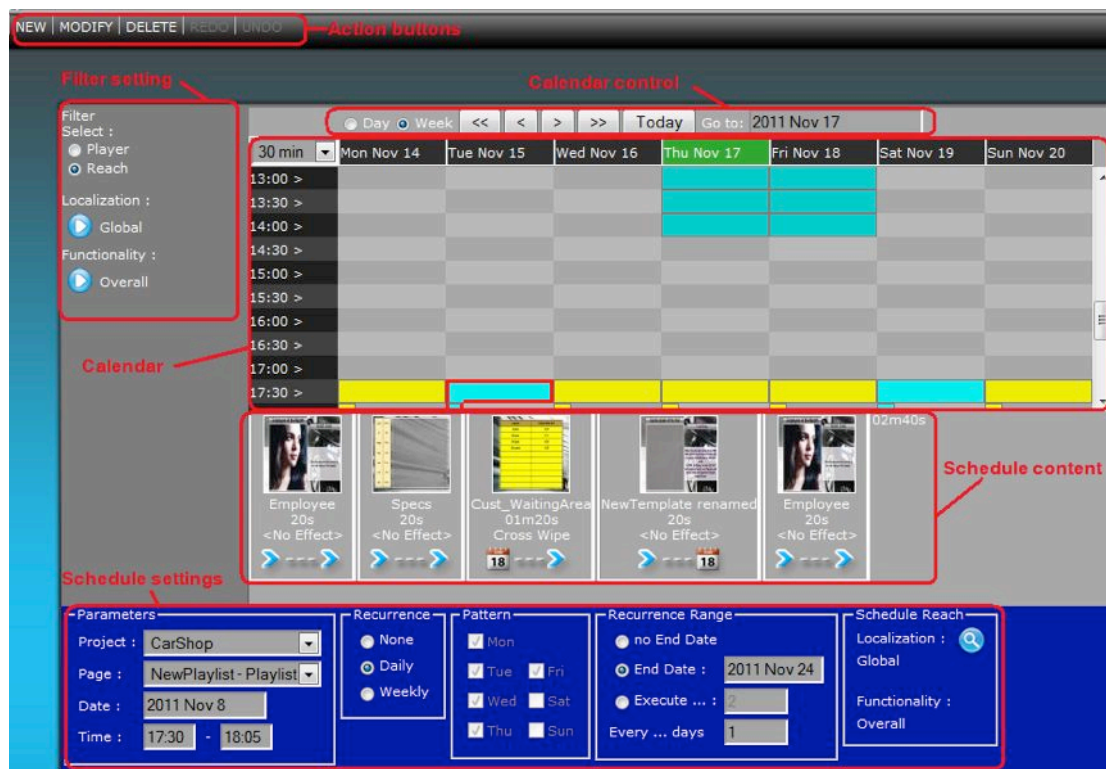 NEW | MODIFY | DELETE | REDO | UNDO
Action buttons
Filter setting
Calendar control
Filter
Select :
Player
Reach
Localization :
Global
Functionality :
Overall
Day Week << < > >> Today Go to: 2011 Nov 17
30 min Mon Nov 14 Tue Nov 15 Wed Nov 16 Thu Nov 17 Fri Nov 18 Sat Nov 19 Sun Nov 20
13:00 >
13:30 >
14:00 >
14:30 >
15:00 >
15:30 >
16:00 >
16:30 >
17:00 >
17:30 >
Calendar
02m40s
Employee
20s
<No Effect>
Specs
20s
<No Effect>
Cust_WaitingArea
01m20s
Cross Wipe
18
NewTemplate renamed
20s
<No Effect>
18
Employee
20s
<No Effect>
Schedule content
Schedule settings
Parameters
Project : CarShop
Page : NewPlaylist - Playlist
Date : 2011 Nov 8
Time : 17:30 - 18:05
Recurrence
None
Daily
Weekly
Pattern
Mon
Tue Fri
Wed Sat
Thu Sun
Recurrence Range
no End Date
End Date : 2011 Nov 24
Execute ... : 2
Every ... days 1
Schedule Reach
Localization :
Global
Functionality :
Overall